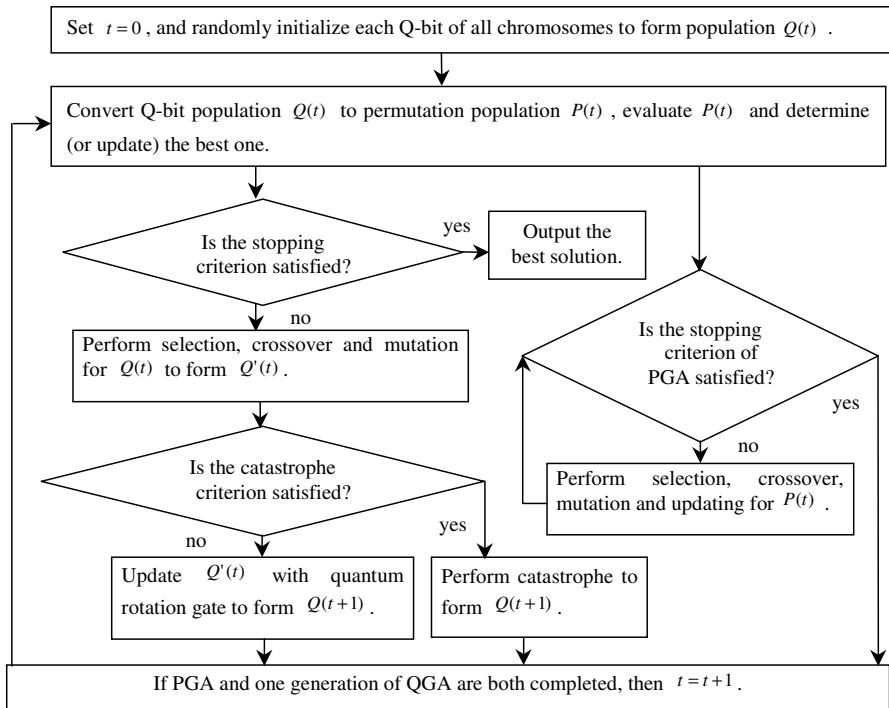 Set t = 0 , and randomly initialize each Q-bit of all chromosomes to form population Q(t) .
Convert Q-bit population Q(t) to permutation population P(t) , evaluate P(t) and determine
(or update) the best one.
Is the stopping
criterion satisfied?
yes
Output the
best solution.
no
Perform selection, crossover and mutation
for Q(t) to form Q'(t) .
Is the stopping
criterion of
PGA satisfied?
yes
no
Perform selection, crossover,
mutation and updating for P(t) .
Is the catastrophe
criterion satisfied?
yes
no
Update Q'(t) with quantum
rotation gate to form Q(t+1) .
Perform catastrophe to
form Q(t+1) .
If PGA and one generation of QGA are both completed, then t = t+1 .